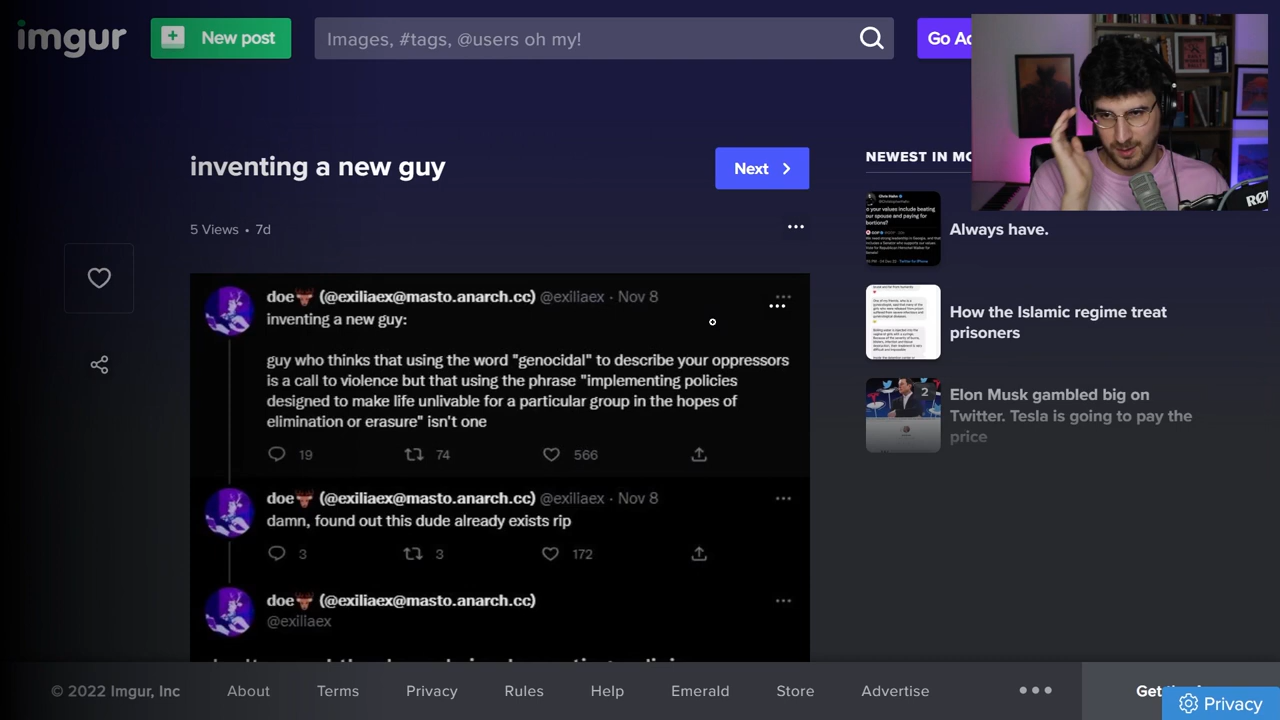 imgur
New post
Images, #tags, @users oh my!
Go
inventing a new guy
Next
5 Views • 7d
doe (@exiliaex@masto.anarch.cc) @exiliaex · Nov 8
inventing a new guy:
guy who thinks that using the word "genocidal" to describe your oppressors
is a call to violence but that using the phrase "implementing policies
designed to make life unlivable for a particular group in the hopes of
elimination or erasure" isn't one
19 74 566
doe (@exiliaex@masto.anarch.cc) @exiliaex · Nov 8
damn, found out this dude already exists rip
3 3 172
doe (@exiliaex@masto.anarch.cc)
@exiliaex
NEWEST IN
Always have.
How the Islamic regime treat
prisoners
2
Elon Musk gambled big on
Twitter. Tesla is going to pay the
price
© 2022 Imgur, Inc
About
Terms
Privacy
Rules
Help
Emerald
Store
Advertise
Privacy